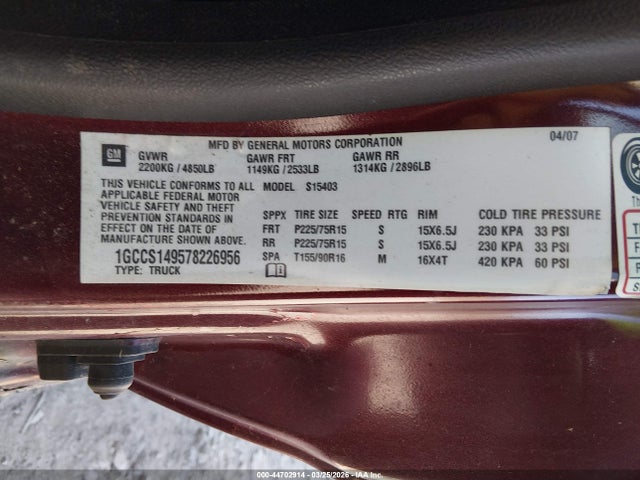 MFD BY GENERAL MOTORS CORPORATION 04/07
GM GVWR GAWR FRT GAWR RR
2200KG / 4850LB 1149KG / 2533LB 1314KG / 2896LB
THIS VEHICLE CONFORMS TO ALL MODEL S15403
APPLICABLE FEDERAL MOTOR
VEHICLE SAFETY AND THEFT
PREVENTION STANDARDS IN
EFFECT ON THE DATE OF
MANUFACTURE SHOWN ABOVE.
1GCCS149578226956
TYPE: TRUCK
SPPX TIRE SIZE SPEED RTG RIM COLD TIRE PRESSURE
FRT P225/75R15 S 15X6.5J 230 KPA 33 PSI
RR P225/75R15 S 15X6.5J 230 KPA 33 PSI
SPA T155/90R16 M 16X4T 420 KPA 60 PSI
000-44702914 | 03/25/2026 | © Copyright IAA, LLC